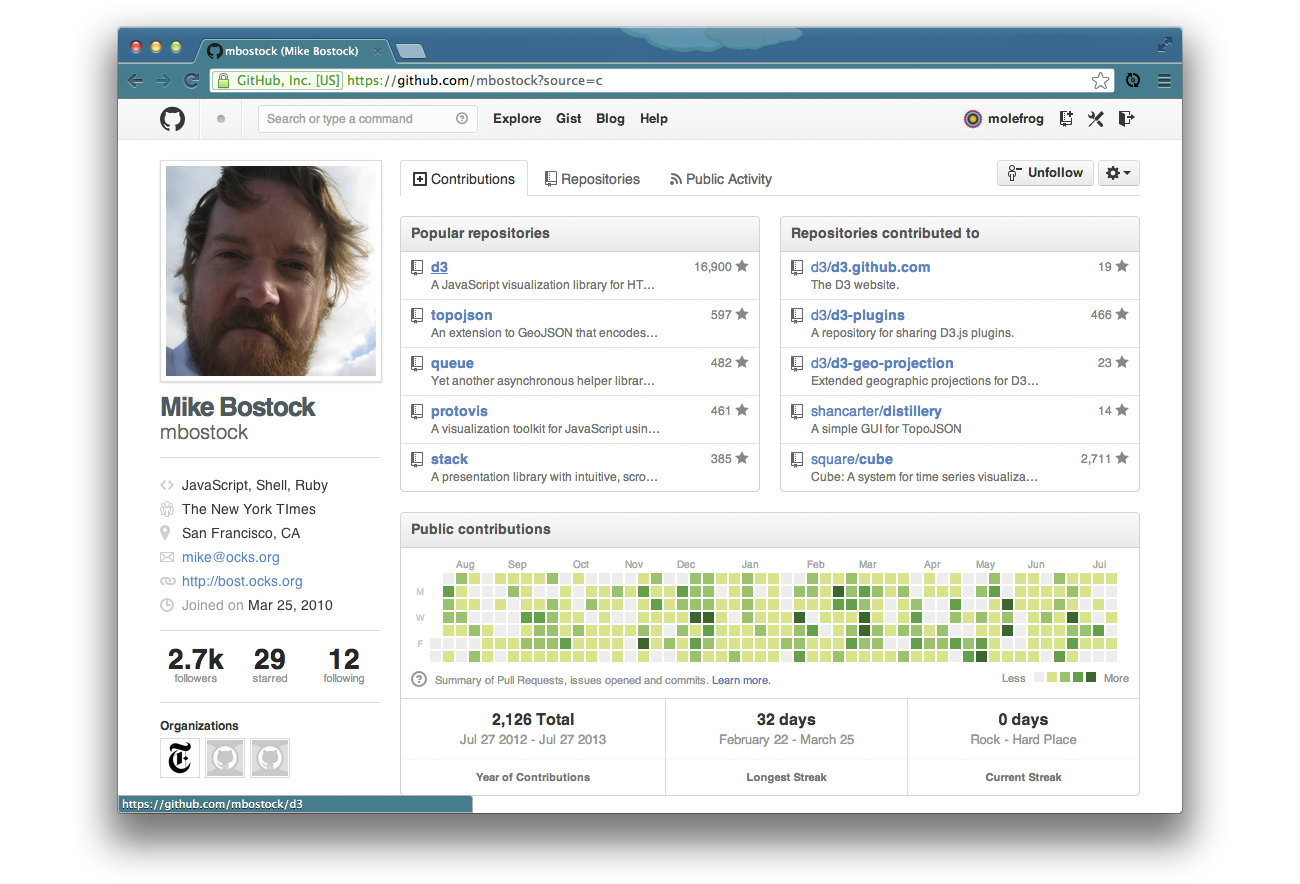 mbostock (Mike Bostock)
GitHub, Inc. [US] https://github.com/mbostock?source=c
Search or type a command
Explore Gist Blog Help
molefrog
Contributions Repositories Public Activity
Unfollow
Mike Bostock
mbostock
JavaScript, Shell, Ruby
The New York TImes
San Francisco, CA
mike@ocks.org
http://bost.ocks.org
Joined on Mar 25, 2010
2.7k 29 12
followers starred following
Organizations
Popular repositories
d3 16,900
A JavaScript visualization library for HT…
topojson 597
An extension to GeoJSON that encodes…
queue 482
Yet another asynchronous helper librar…
protovis 461
A visualization toolkit for JavaScript usin…
stack 385
A presentation library with intuitive, scro…
Repositories contributed to
d3/d3.github.com 19
The D3 website.
d3/d3-plugins 466
A repository for sharing D3.js plugins.
d3/d3-geo-projection 23
Extended geographic projections for D3…
shancarter/distillery 14
A simple GUI for TopoJSON
square/cube 2,711
Cube: A system for time series visualiza…
Public contributions
Aug Sep Oct Nov Dec Jan Feb Mar Apr May Jun Jul
M
W
F
Summary of Pull Requests, issues opened and commits. Learn more.
Less More
2,126 Total
Jul 27 2012 - Jul 27 2013
Year of Contributions
32 days
February 22 - March 25
Longest Streak
0 days
Rock - Hard Place
Current Streak
https://github.com/mbostock/d3